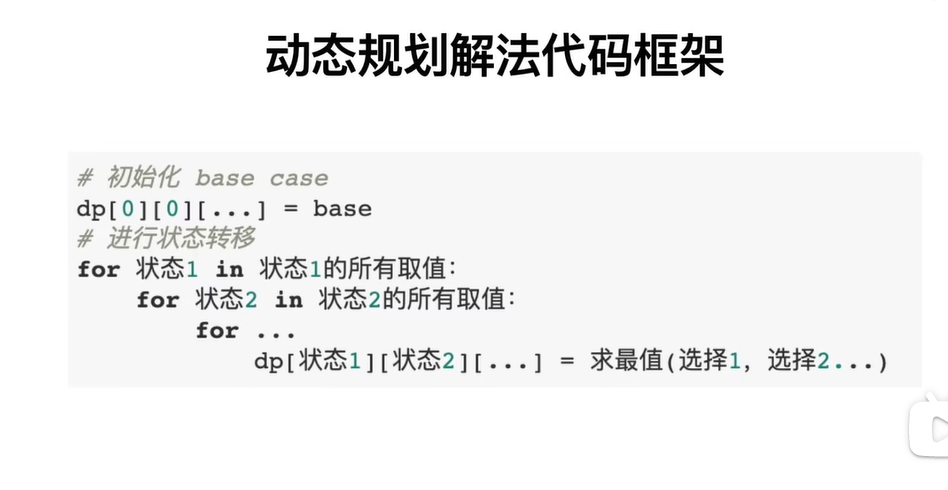 动态规划解法代码框架
# 初始化 base case
dp[0][0][...] = base
# 进行状态转移
for 状态1 in 状态1的所有取值：
for 状态2 in 状态2的所有取值：
for ...
dp[状态1][状态2][...] = 求最值(选择1，选择2...)